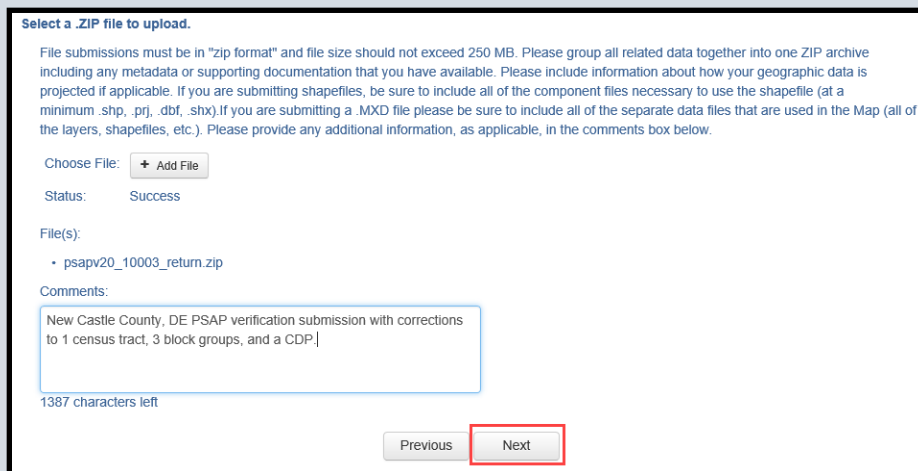 Select a .ZIP file to upload.
File submissions must be in "zip format" and file size should not exceed 250 MB. Please group all related data together into one ZIP archive
including any metadata or supporting documentation that you have available. Please include information about how your geographic data is
projected if applicable. If you are submitting shapefiles, be sure to include all of the component files necessary to use the shapefile (at a
minimum .shp, .prj, .dbf, .shx).If you are submitting a .MXD file please be sure to include all of the separate data files that are used in the Map (all of
the layers, shapefiles, etc.). Please provide any additional information, as applicable, in the comments box below.
Choose File: + Add File
Status: Success
File(s):
• psapv20_10003_return.zip
Comments:
New Castle County, DE PSAP verification submission with corrections
to 1 census tract, 3 block groups, and a CDP.
1387 characters left
Previous Next